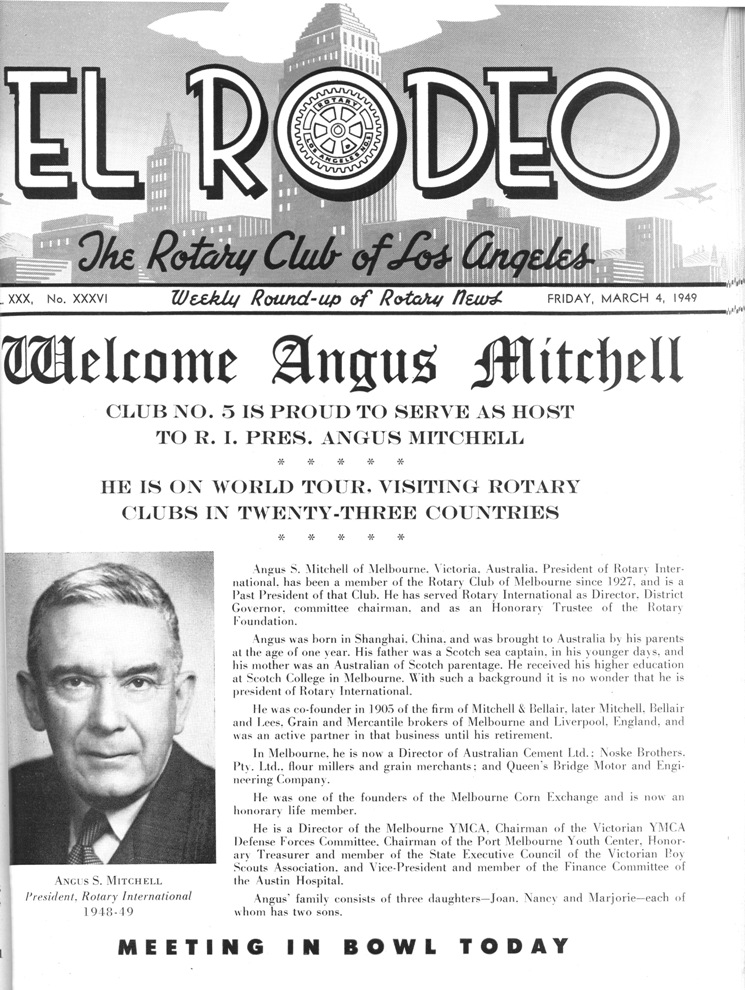 EL RODEO
ROTARY
LOS ANGELES NO. 5
The Rotary Club of Los Angeles
XXX, No. XXXVI Weekly Round-up of Rotary News FRIDAY, MARCH 4, 1949
Welcome Angus Mitchell
CLUB NO. 5 IS PROUD TO SERVE AS HOST
TO R. I. PRES. ANGUS MITCHELL
* * * * *
HE IS ON WORLD TOUR, VISITING ROTARY
CLUBS IN TWENTY-THREE COUNTRIES
* * * * *
Angus S. Mitchell of Melbourne, Victoria, Australia, President of Rotary Inter-
national, has been a member of the Rotary Club of Melbourne since 1927, and is a
Past President of that Club. He has served Rotary International as Director, District
Governor, committee chairman, and as an Honorary Trustee of the Rotary
Foundation.
Angus was born in Shanghai, China, and was brought to Australia by his parents
at the age of one year. His father was a Scotch sea captain, in his younger days, and
his mother was an Australian of Scotch parentage. He received his higher education
at Scotch College in Melbourne. With such a background it is no wonder that he is
president of Rotary International.
He was co-founder in 1905 of the firm of Mitchell & Bellair, later Mitchell, Bellair
and Lees, Grain and Mercantile brokers of Melbourne and Liverpool, England, and
was an active partner in that business until his retirement.
In Melbourne, he is now a Director of Australian Cement Ltd.; Noske Brothers,
Pty. Ltd., flour millers and grain merchants; and Queen's Bridge Motor and Engi-
neering Company.
He was one of the founders of the Melbourne Corn Exchange and is now an
honorary life member.
He is a Director of the Melbourne YMCA, Chairman of the Victorian YMCA
Defense Forces Committee, Chairman of the Port Melbourne Youth Center, Honor-
ary Treasurer and member of the State Executive Council of the Victorian Boy
Scouts Association, and Vice-President and member of the Finance Committee of
the Austin Hospital.
Angus' family consists of three daughters—Joan, Nancy and Marjorie—each of
whom has two sons.
ANGUS S. MITCHELL
President, Rotary International
1948-49
MEETING IN BOWL TODAY